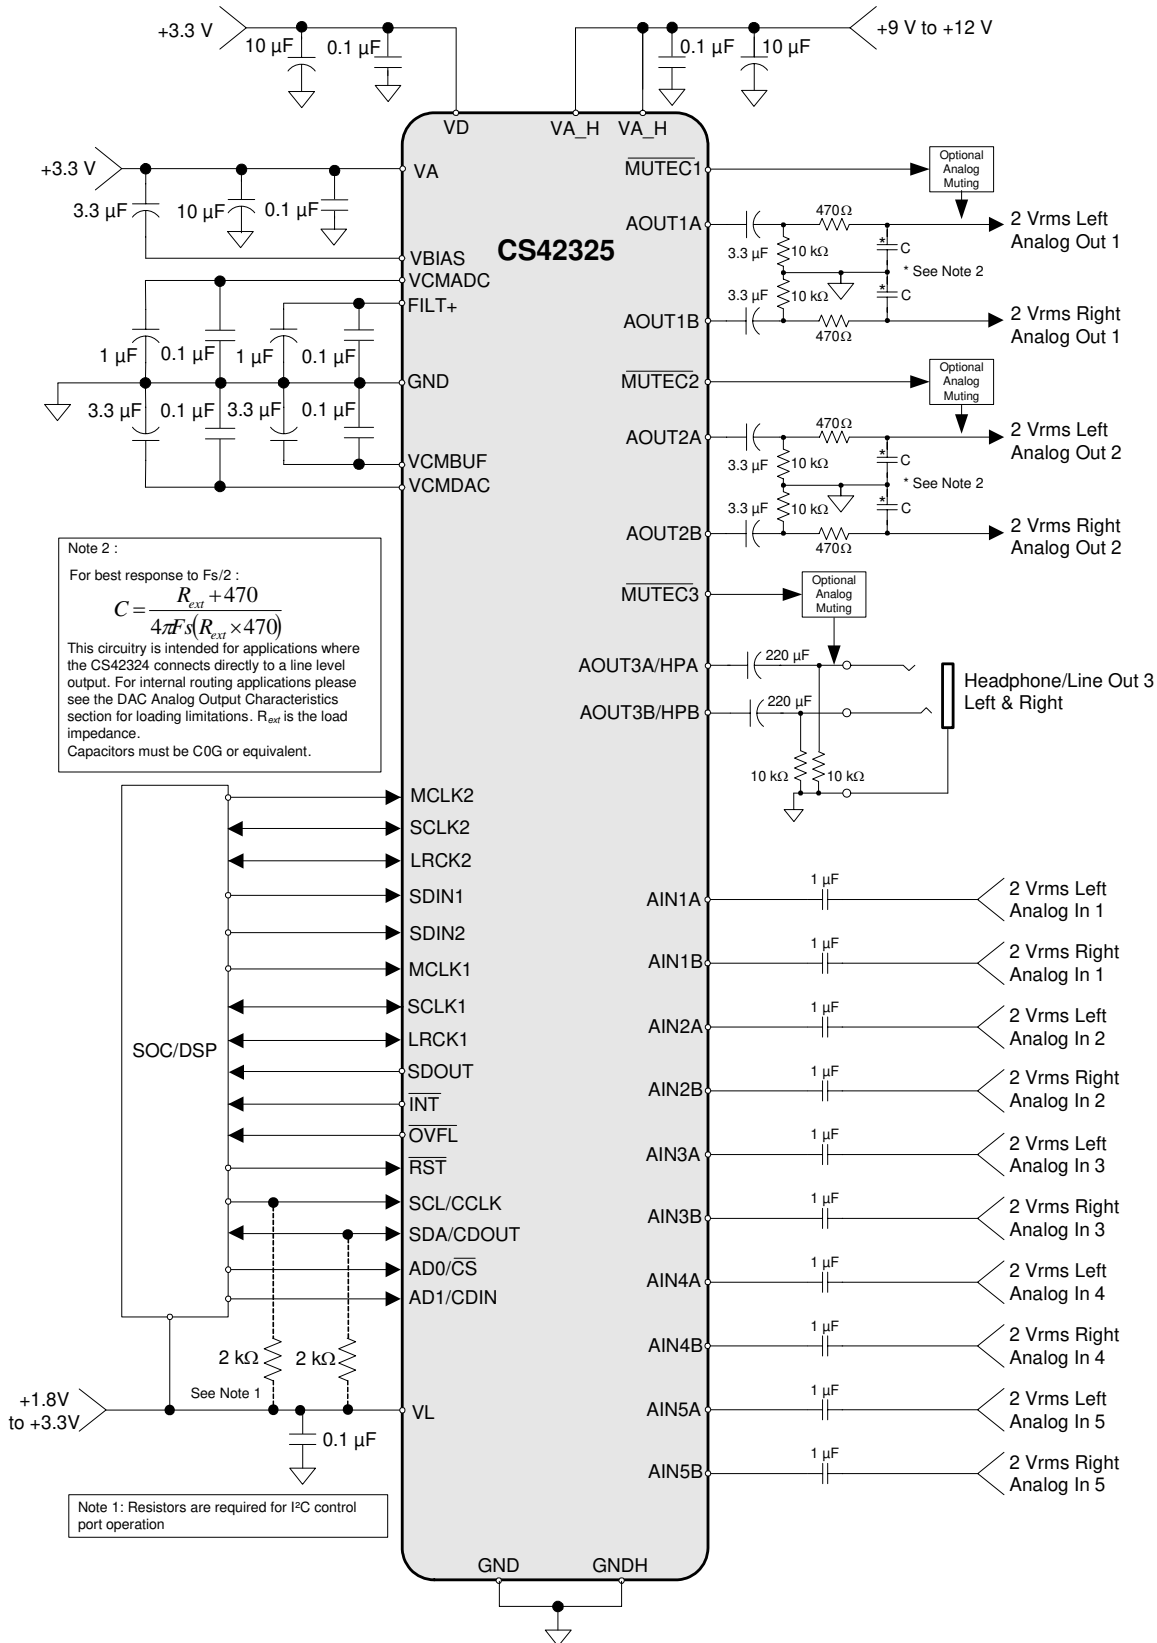 +3.3 V
10 µF
0.1 µF
0.1 µF
10 µF
+9 V to +12 V
VD
VA_H
VA_H
+3.3 V
VA
3.3 µF
10 µF
0.1 µF
VBIAS
VCMADC
FILT+
1 µF
0.1 µF
1 µF
0.1 µF
GND
3.3 µF
0.1 µF
3.3 µF
0.1 µF
VCMBUF
VCMDAC
CS42325
MUTEC1
Optional
Analog
Muting
AOUT1A
3.3 µF
470Ω
10 kΩ
C
*
2 Vrms Left
Analog Out 1
* See Note 2
3.3 µF
10 kΩ
*
C
AOUT1B
470Ω
2 Vrms Right
Analog Out 1
MUTEC2
Optional
Analog
Muting
AOUT2A
3.3 µF
470Ω
10 kΩ
*
C
2 Vrms Left
Analog Out 2
* See Note 2
3.3 µF
10 kΩ
*
C
AOUT2B
470Ω
2 Vrms Right
Analog Out 2
MUTEC3
Optional
Analog
Muting
AOUT3A/HPA
220 µF
AOUT3B/HPB
220 µF
10 kΩ
10 kΩ
Headphone/Line Out 3
Left & Right
Note 2 :
For best response to Fs/2 :
C = (R_ext + 470) / (4πFs(R_ext × 470))
This circuitry is intended for applications where
the CS42324 connects directly to a line level
output. For internal routing applications please
see the DAC Analog Output Characteristics
section for loading limitations. Rext is the load
impedance.
Capacitors must be C0G or equivalent.
SOC/DSP
MCLK2
SCLK2
LRCK2
SDIN1
SDIN2
MCLK1
SCLK1
LRCK1
SDOUT
INT
OVFL
RST
SCL/CCLK
SDA/CDOUT
AD0/CS
AD1/CDIN
2 kΩ
2 kΩ
See Note 1
+1.8V
to +3.3V
VL
0.1 µF
Note 1: Resistors are required for I²C control
port operation
AIN1A
1 µF
2 Vrms Left
Analog In 1
AIN1B
1 µF
2 Vrms Right
Analog In 1
AIN2A
1 µF
2 Vrms Left
Analog In 2
AIN2B
1 µF
2 Vrms Right
Analog In 2
AIN3A
1 µF
2 Vrms Left
Analog In 3
AIN3B
1 µF
2 Vrms Right
Analog In 3
AIN4A
1 µF
2 Vrms Left
Analog In 4
AIN4B
1 µF
2 Vrms Right
Analog In 4
AIN5A
1 µF
2 Vrms Left
Analog In 5
AIN5B
1 µF
2 Vrms Right
Analog In 5
GND
GNDH